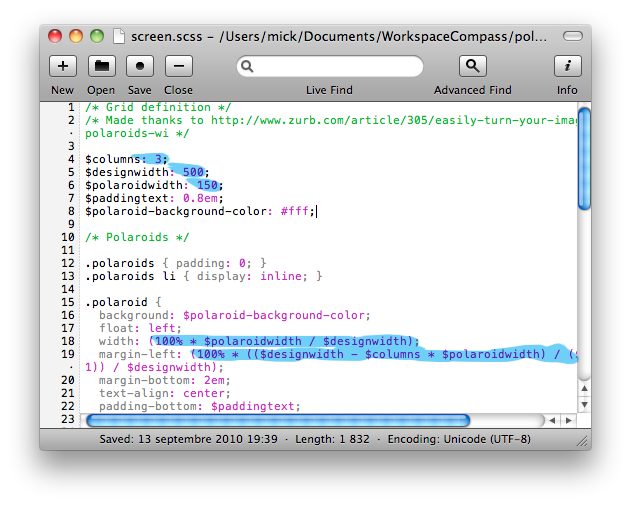 screen.scss – /Users/mick/Documents/WorkspaceCompass/pol...
New Open Save Close Live Find Advanced Find Info
1 /* Grid definition */
2 /* Made thanks to http://www.zurb.com/article/305/easily-turn-your-ima
· polaroids-wi */
3
4 $columns: 3;
5 $designwidth: 500;
6 $polaroidwidth: 150;
7 $paddingtext: 0.8em;
8 $polaroid-background-color: #fff;
9
10 /* Polaroids */
11
12 .polaroids { padding: 0; }
13 .polaroids li { display: inline; }
14
15 .polaroid {
16 background: $polaroid-background-color;
17 float: left;
18 width: (100% * $polaroidwidth / $designwidth);
19 margin-left: (100% * (($designwidth - $columns * $polaroidwidth) / (
· 1)) / $designwidth);
20 margin-bottom: 2em;
21 text-align: center;
22 padding-bottom: $paddingtext;
23
Saved: 13 septembre 2010 19:39 · Length: 1 832 · Encoding: Unicode (UTF-8)